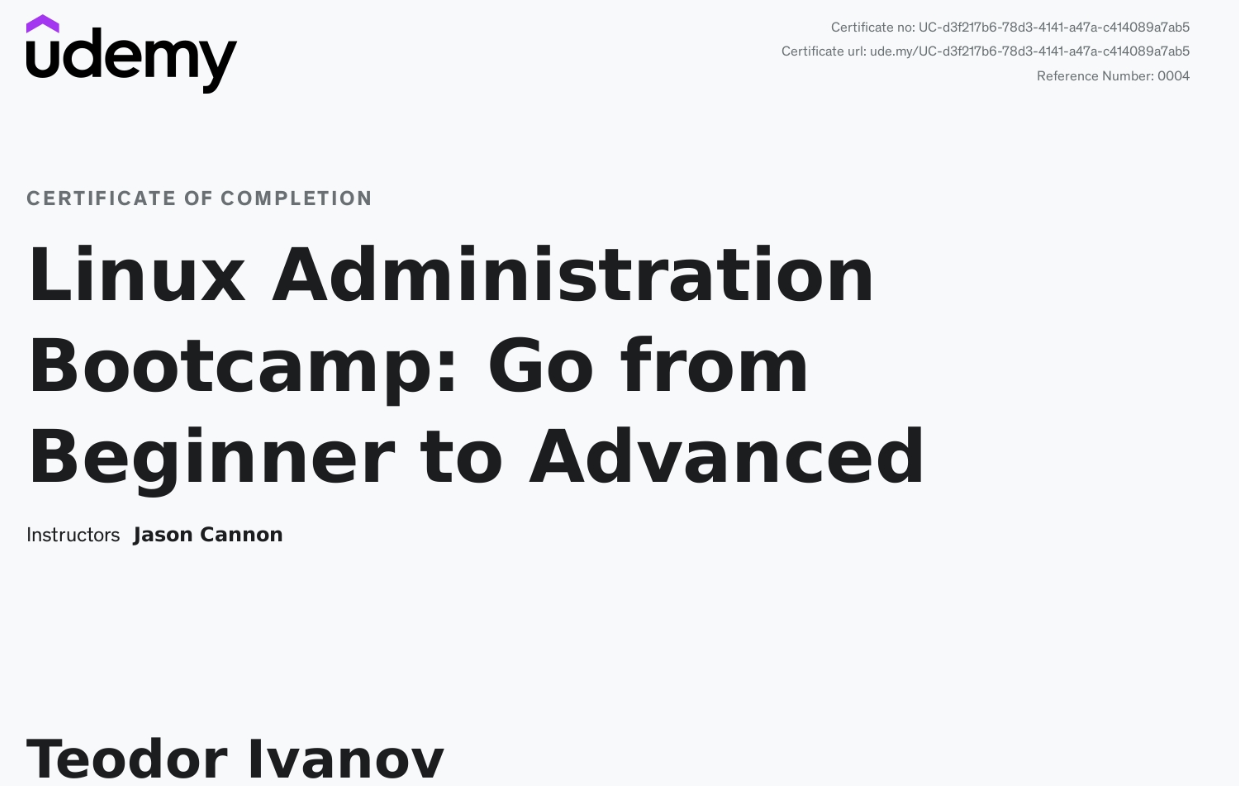 udemy
Certificate no: UC-d3f217b6-78d3-4141-a47a-c414089a7ab5
Certificate url: ude.my/UC-d3f217b6-78d3-4141-a47a-c414089a7ab5
Reference Number: 0004
CERTIFICATE OF COMPLETION
Linux Administration
Bootcamp: Go from
Beginner to Advanced
Instructors Jason Cannon
Teodor Ivanov